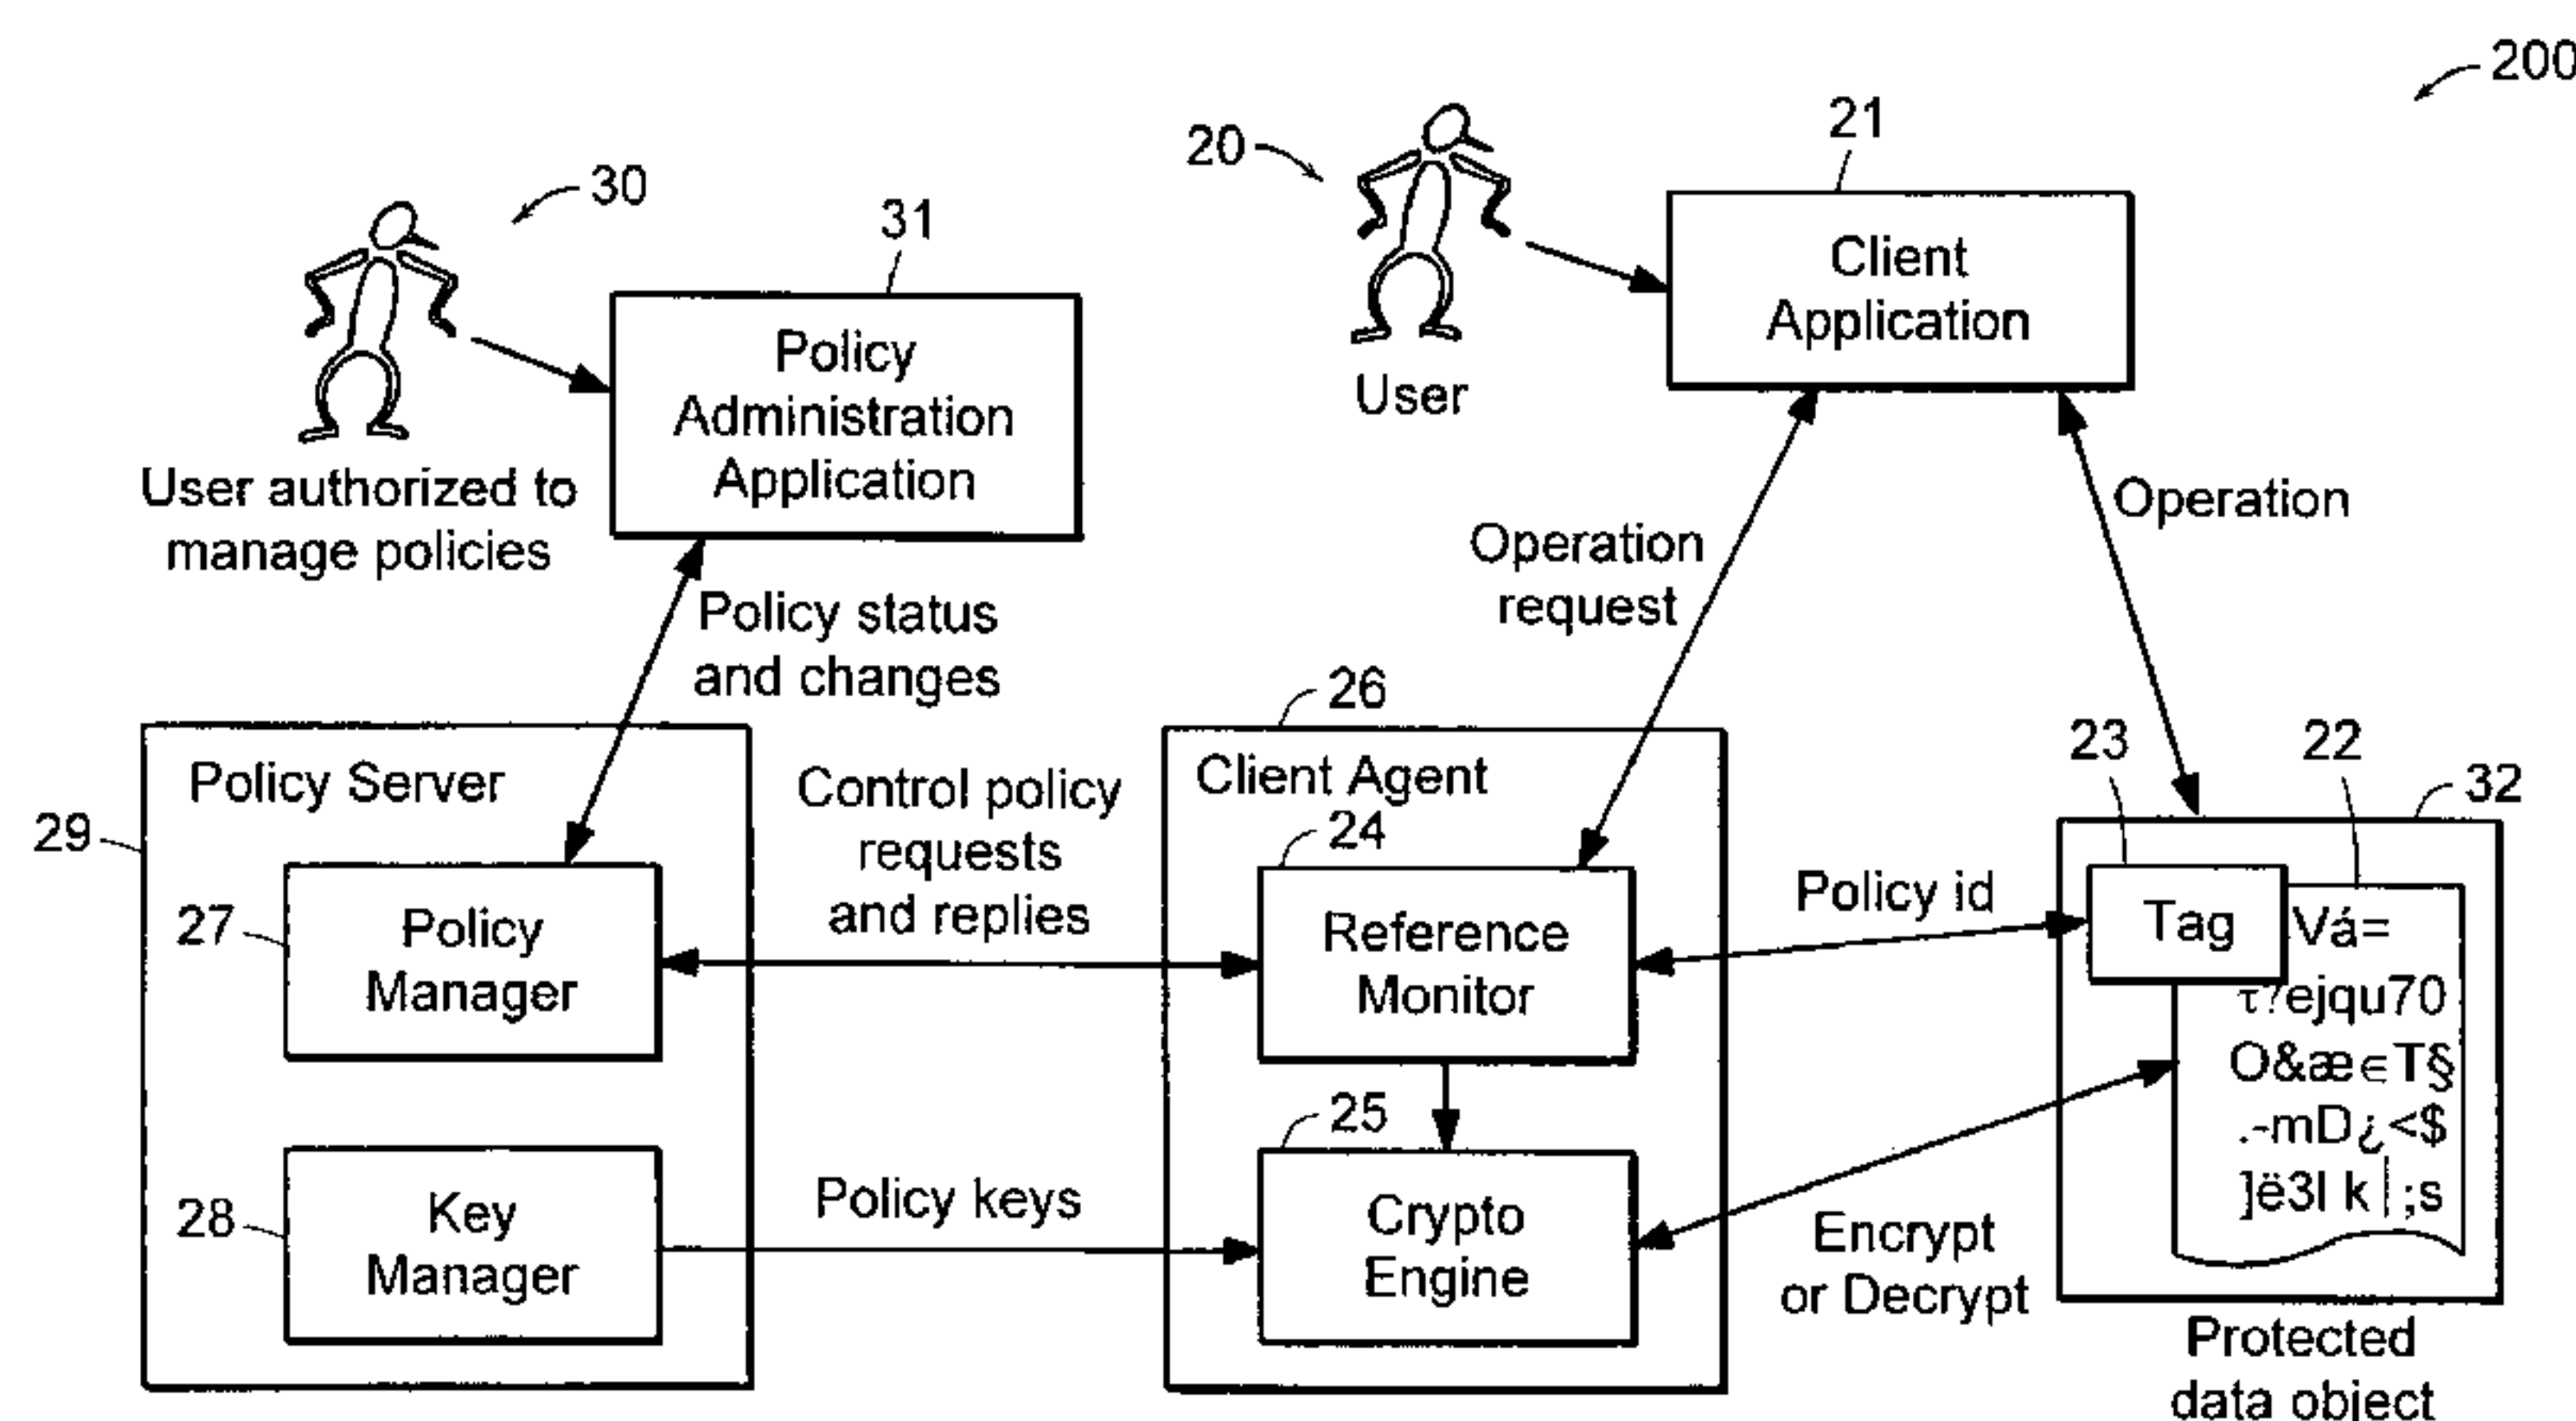 200
20
21
Client
Application
User
30
31
Policy
Administration
Application
User authorized to
manage policies
Operation
request
Operation
Policy status
and changes
29
Policy Server
27
Policy
Manager
28
Key
Manager
Control policy
requests
and replies
Policy keys
26
Client Agent
24
Reference
Monitor
25
Crypto
Engine
Policy id
Encrypt
or Decrypt
23
22
32
Tag
Vá=
τ?ejqu70
O&æ∈T§
.-mD¿<$
]ë3l k│;s
Protected
data object